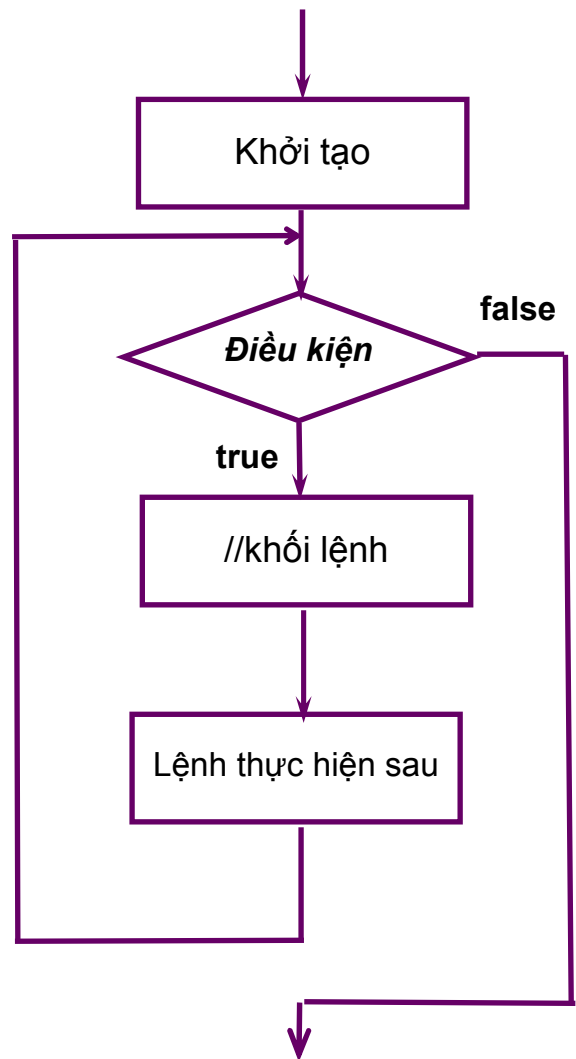 Khởi tạo
false
Điều kiện
true
//khối lệnh
Lệnh thực hiện sau